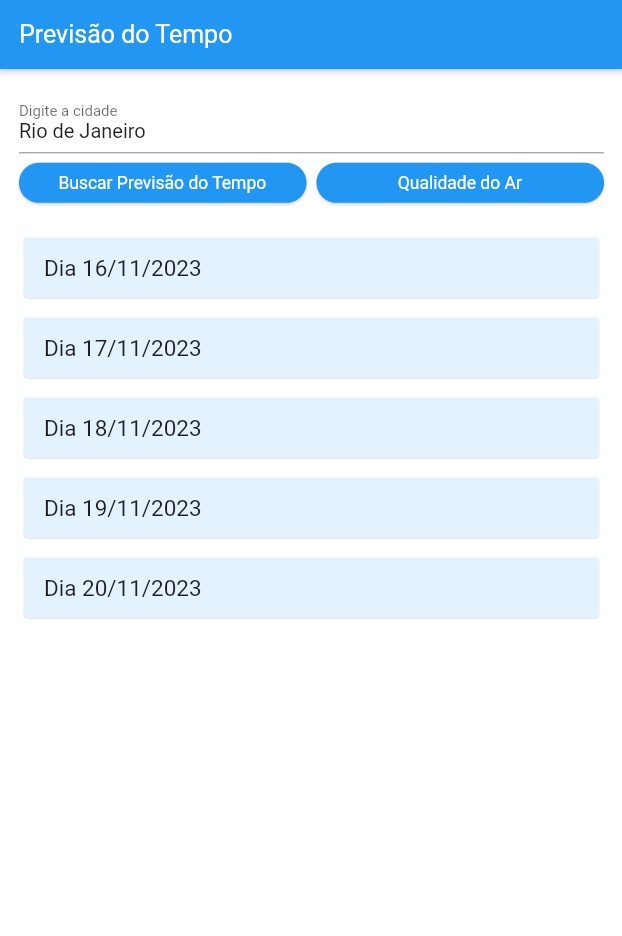 Previsão do Tempo
Digite a cidade
Rio de Janeiro
Buscar Previsão do Tempo
Qualidade do Ar
Dia 16/11/2023
Dia 17/11/2023
Dia 18/11/2023
Dia 19/11/2023
Dia 20/11/2023